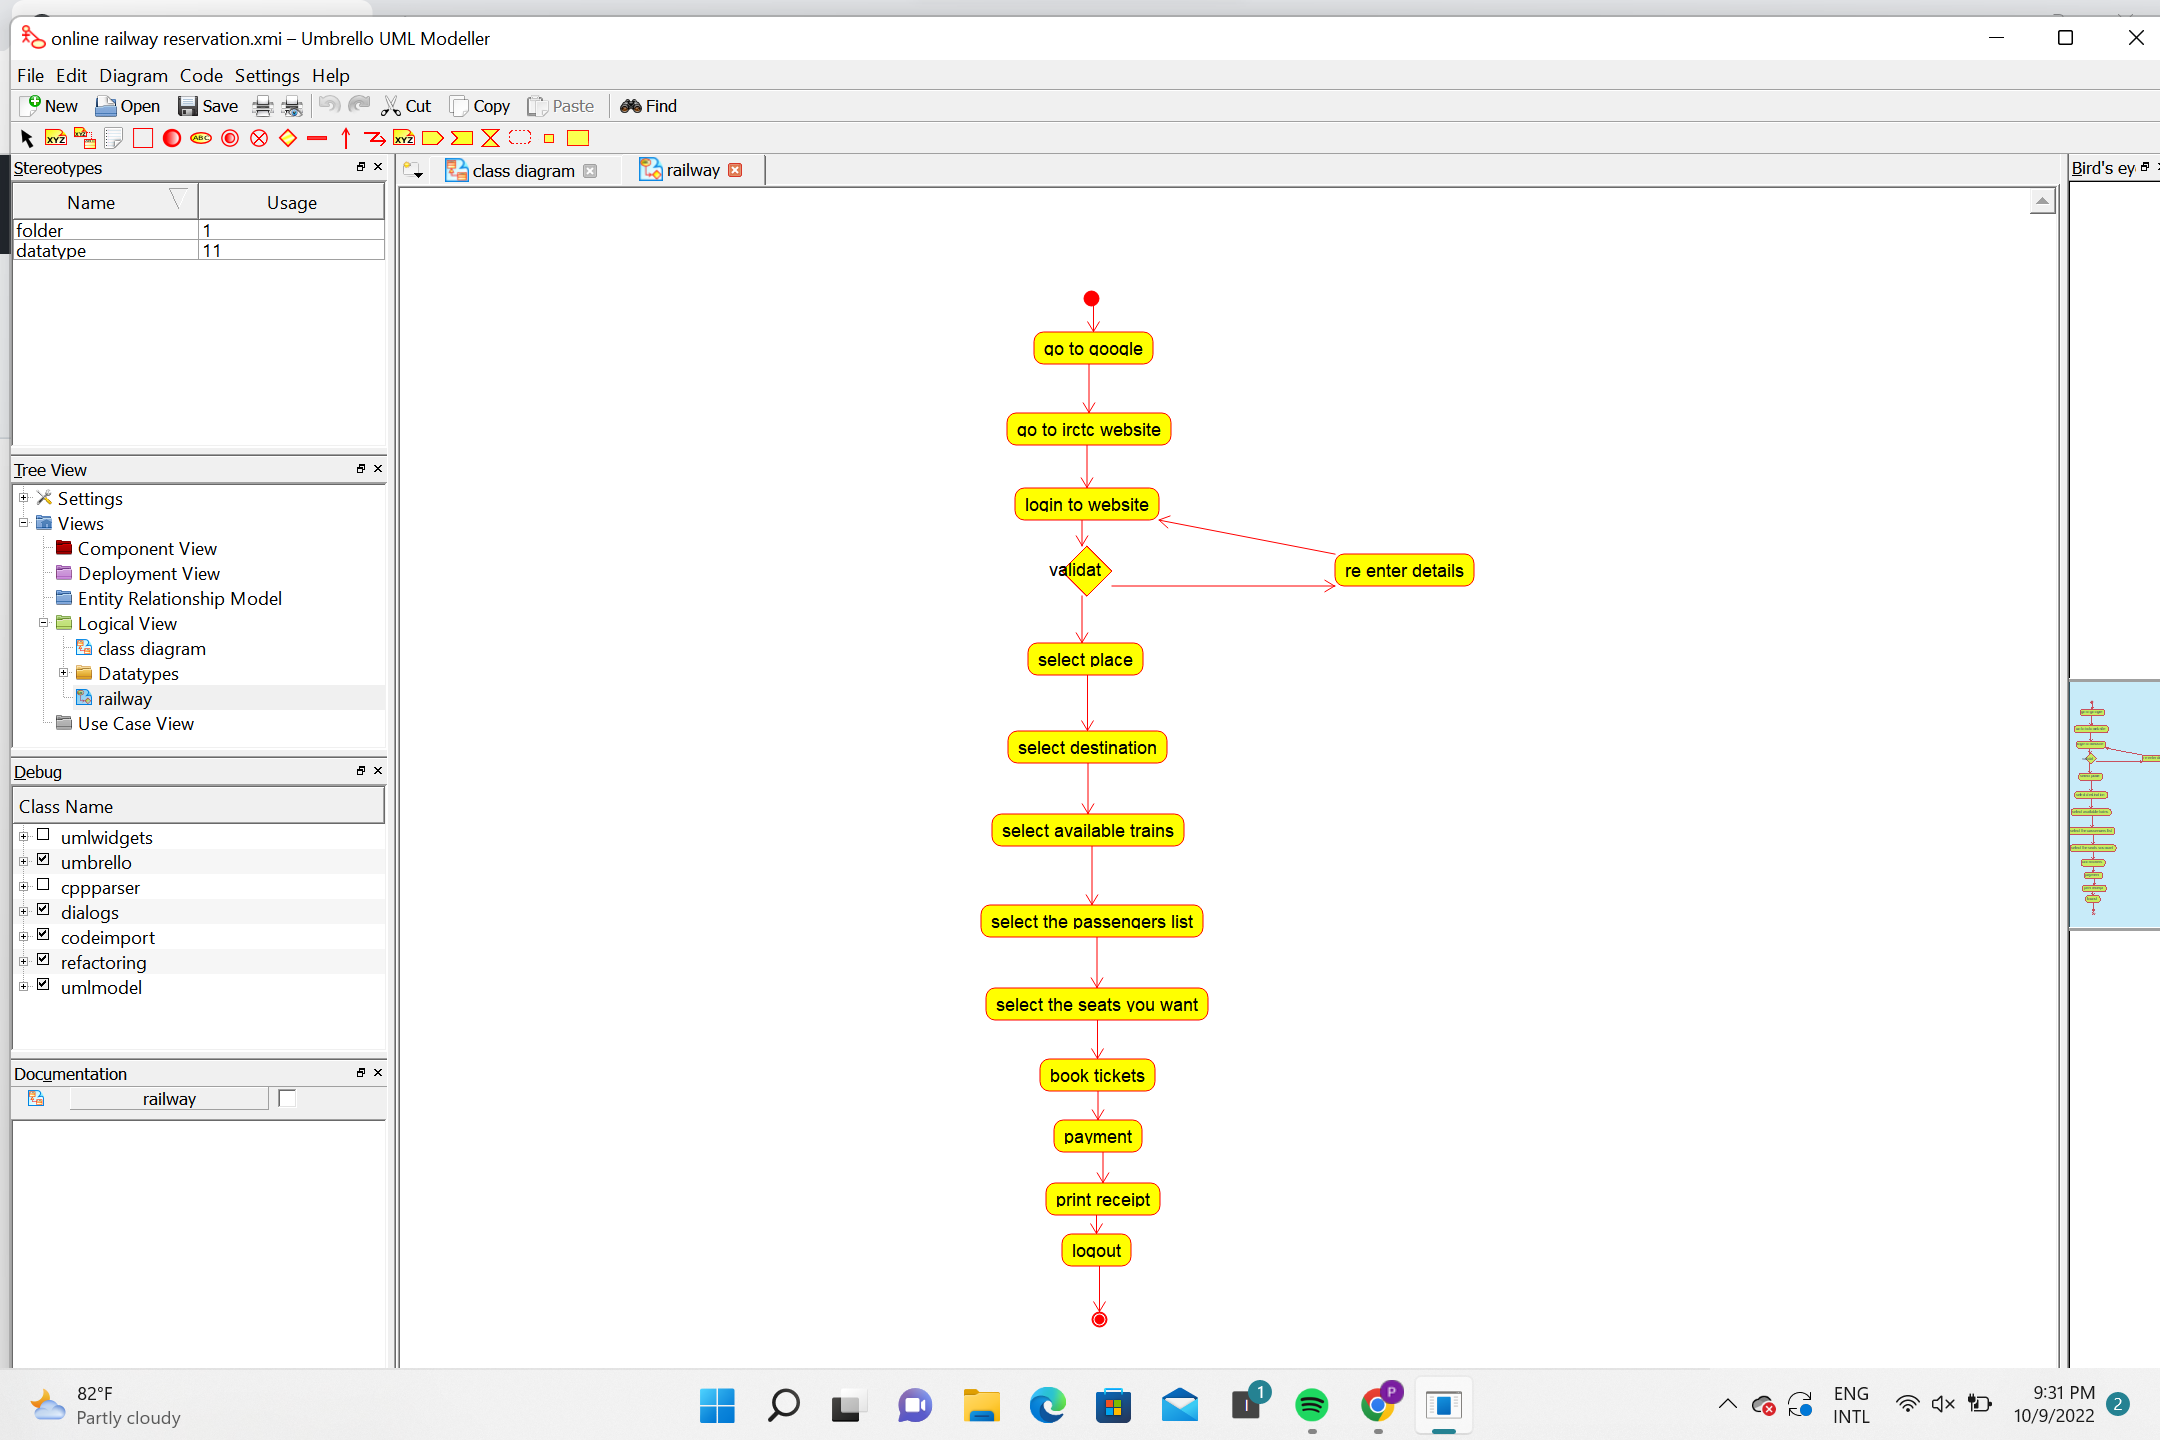 online railway reservation.xmi – Umbrello UML Modeller
File Edit Diagram Code Settings Help
New Open Save Cut Copy Paste Find
Stereotypes
Name Usage
folder 1
datatype 11
Tree View
Settings
Views
Component View
Deployment View
Entity Relationship Model
Logical View
class diagram
Datatypes
railway
Use Case View
Debug
Class Name
umlwidgets
umbrello
cppparser
dialogs
codeimport
refactoring
umlmodel
Documentation
railway
class diagram railway
go to google
go to irctc website
login to website
validat
re enter details
select place
select destination
select available trains
select the passengers list
select the seats you want
book tickets
payment
print receipt
logout
Bird's ey
82°F
Partly cloudy
1
P
ENG
INTL
9:31 PM
10/9/2022
2